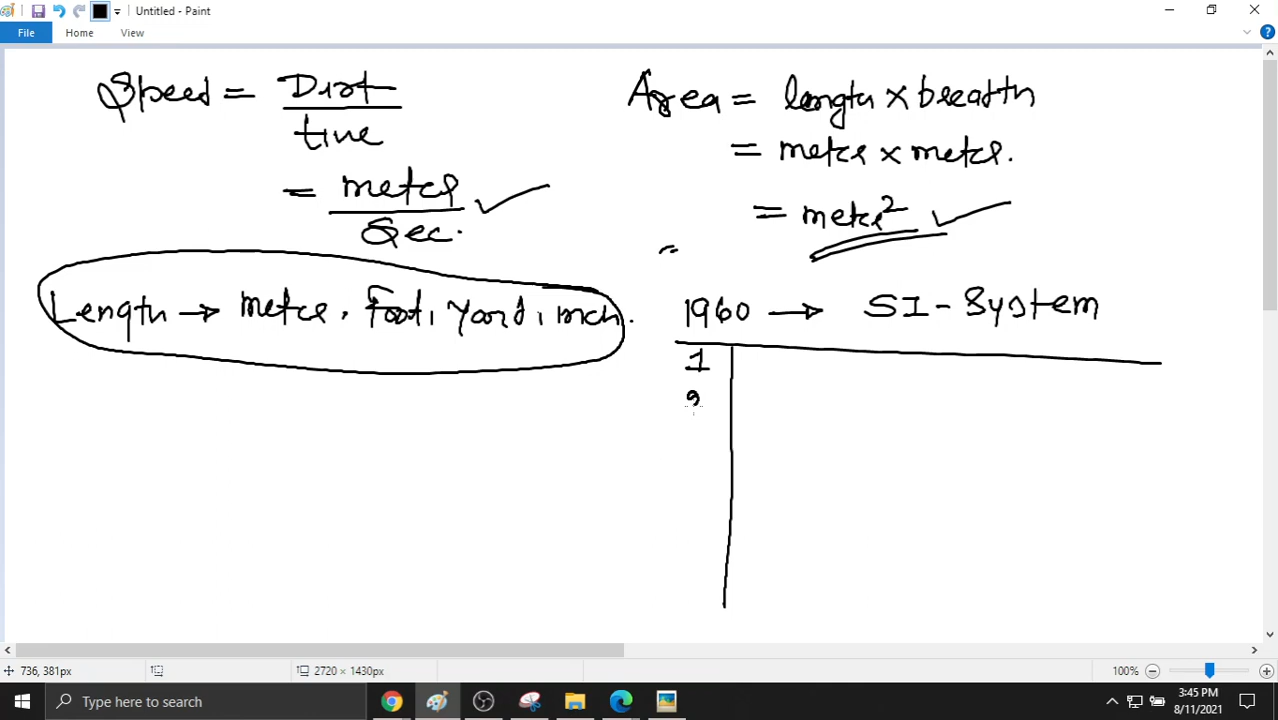 Untitled - Paint
File Home View
Speed = Dist
time
= metre
Sec.
Area = length × breadth
= metre × metre.
= metre²
Length → metre, Foot, Yard, inch.
1960 → SI - System
1
736, 381px
2720 × 1430px
100%
Type here to search
3:45 PM
8/11/2021